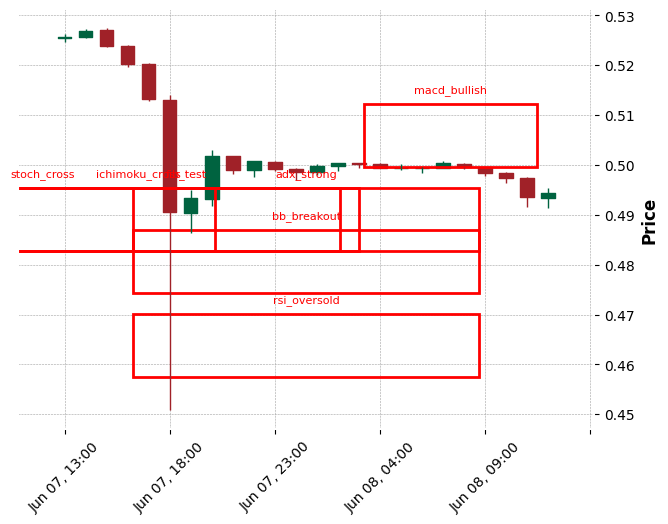 0.53
0.52
0.51
macd_bullish
0.50
stoch_cross
adx_strong
0.49
bb_breakout
Price
0.48
rsi_oversold
0.47
0.46
0.45
Jun 07, 13:00
Jun 07, 18:00
Jun 07, 23:00
Jun 08, 04:00
Jun 08, 09:00